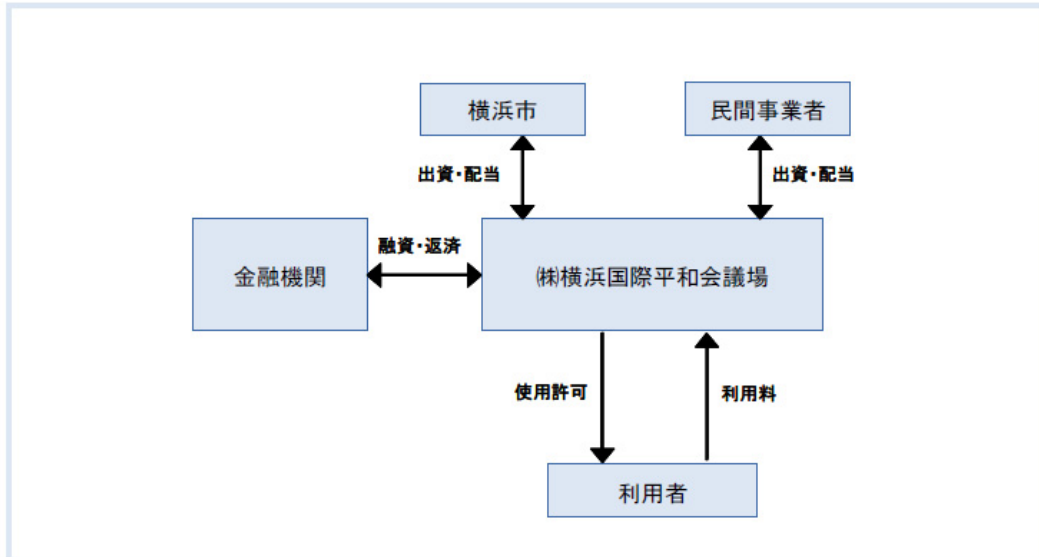 横浜市
民間事業者
出資・配当
出資・配当
融資・返済
金融機関
㈱横浜国際平和会議場
使用許可
利用料
利用者